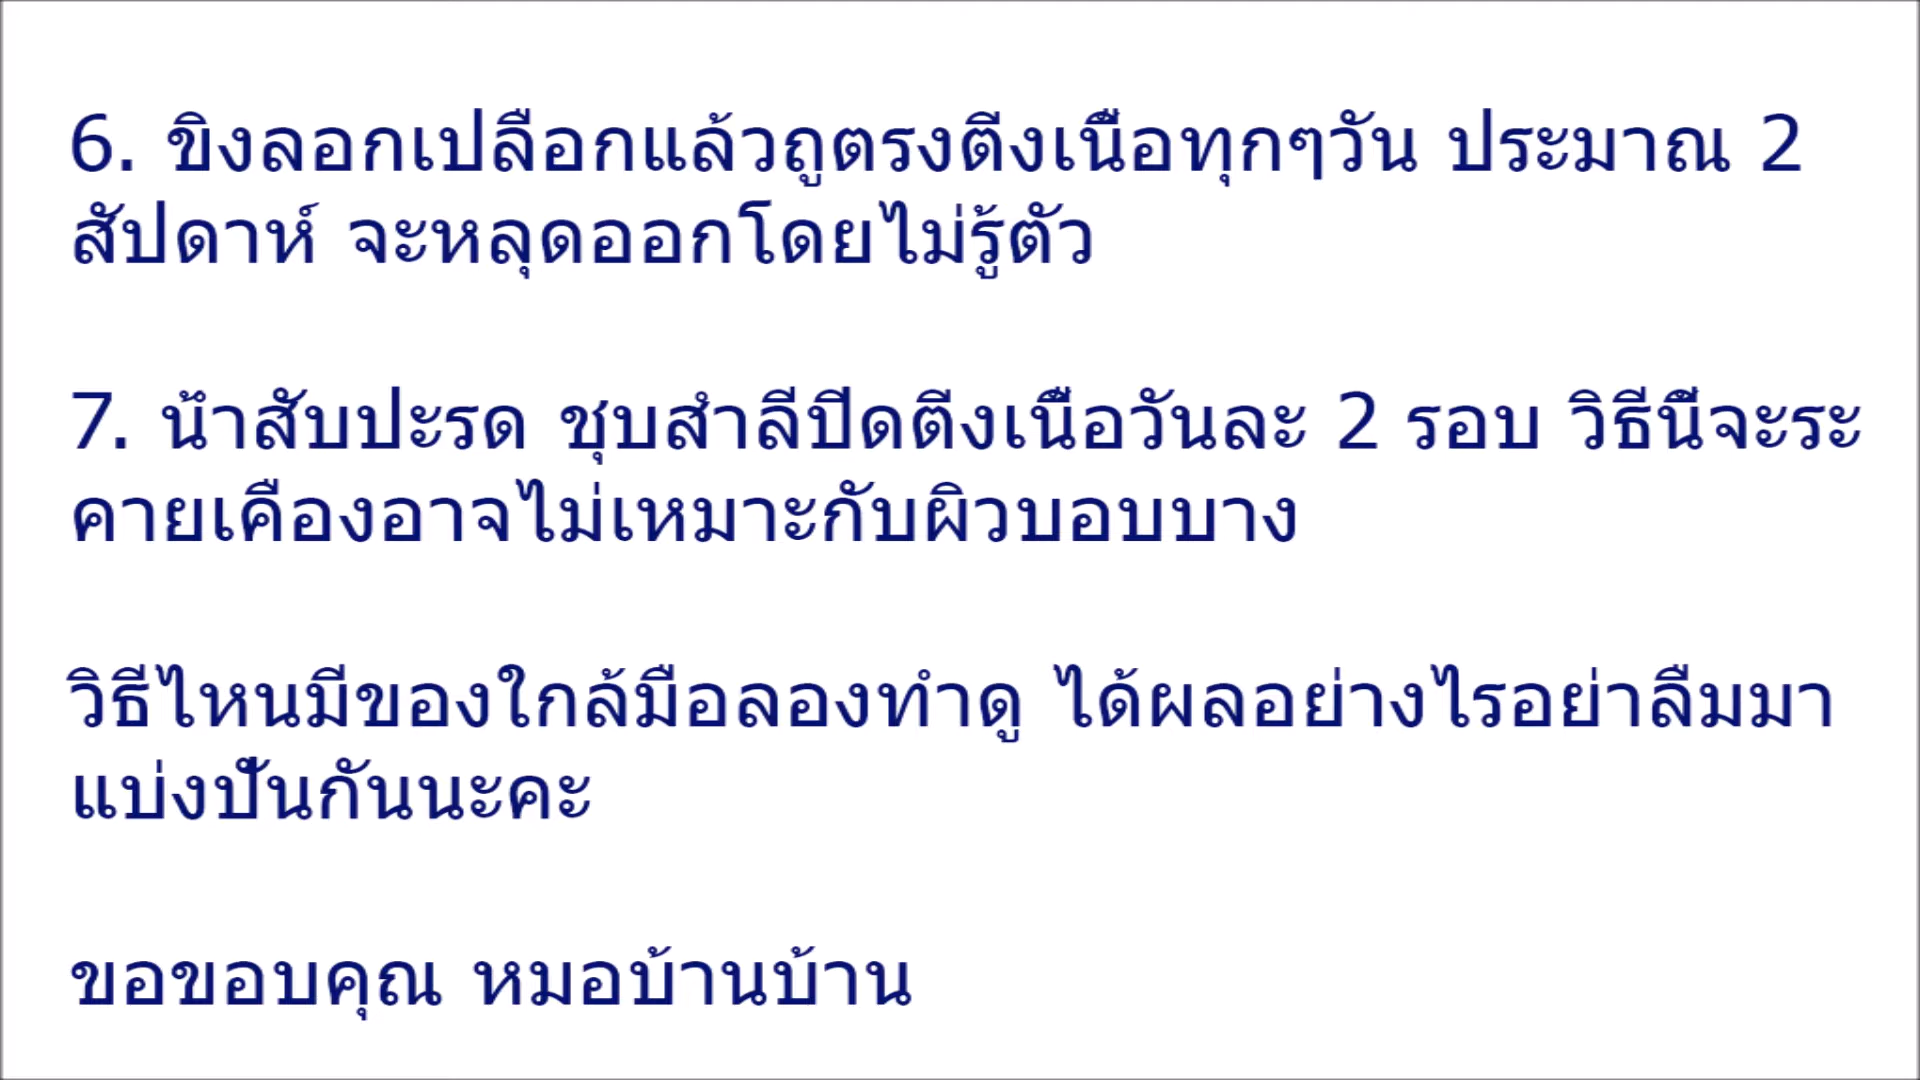 6. ขิงลอกเปลือกแล้วถูตรงติ่งเนื้อทุกๆวัน ประมาณ 2
สัปดาห์ จะหลุดออกโดยไม่รู้ตัว
7. น้ำสับปะรด ชุบสำลีปิดติ่งเนื้อวันละ 2 รอบ วิธีนี้จะระ
คายเคืองอาจไม่เหมาะกับผิวบอบบาง
วิธีไหนมีของใกล้มือลองทำดู ได้ผลอย่างไรอย่าลืมมา
แบ่งปันกันนะคะ
ขอขอบคุณ หมอบ้านบ้าน